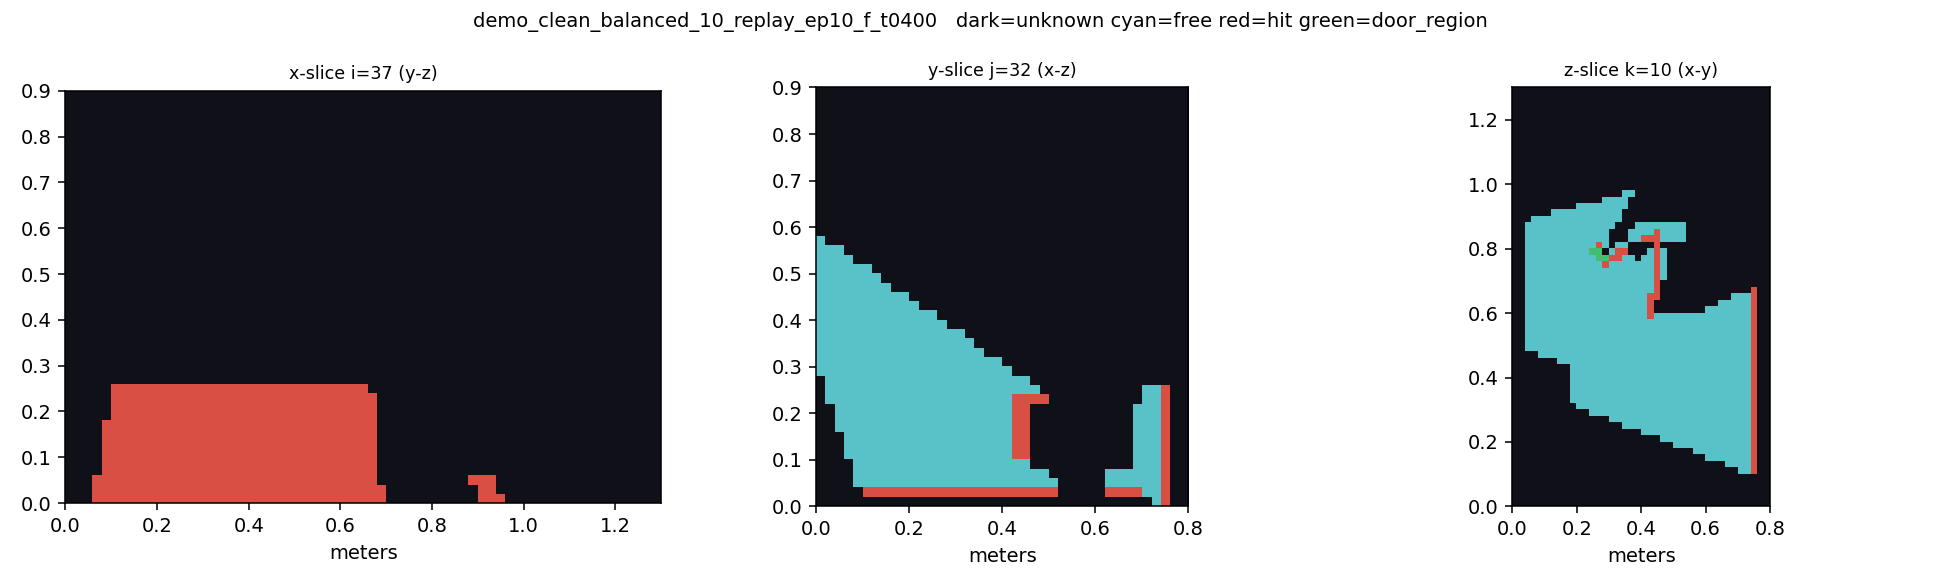 demo_clean_balanced_10_replay_ep10_f_t0400   dark=unknown cyan=free red=hit green=door_region
x-slice i=37 (y-z)
0.9
0.8
0.7
0.6
0.5
0.4
0.3
0.2
0.1
0.0
0.0 0.2 0.4 0.6 0.8 1.0 1.2
meters
y-slice j=32 (x-z)
0.9
0.8
0.7
0.6
0.5
0.4
0.3
0.2
0.1
0.0
0.0 0.2 0.4 0.6 0.8
meters
z-slice k=10 (x-y)
1.2
1.0
0.8
0.6
0.4
0.2
0.0
0.0 0.2 0.4 0.6 0.8
meters